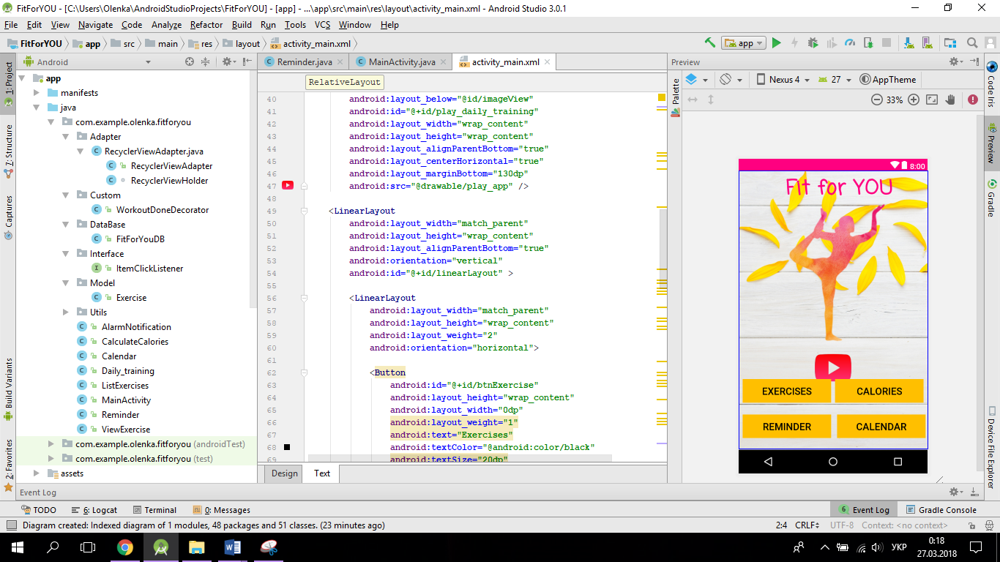 FitForYOU - [C:\Users\Olenka\AndroidStudioProjects\FitForYOU] - [app] - ...\app\src\main\res\layout\activity_main.xml - Android Studio 3.0.1
File Edit View Navigate Code Analyze Refactor Build Run Tools VCS Window Help
FitForYOU app src main res layout activity_main.xml
app
Android
Reminder.java MainActivity.java activity_main.xml
Preview
RelativeLayout
Nexus 4 27 AppTheme
33%
1: Project
7: Structure
Captures
Build Variants
2: Favorites
app
manifests
java
com.example.olenka.fitforyou
Adapter
RecyclerViewAdapter.java
RecyclerViewAdapter
RecyclerViewHolder
Custom
WorkoutDoneDecorator
DataBase
FitForYouDB
Interface
ItemClickListener
Model
Exercise
Utils
AlarmNotification
CalculateCalories
Calendar
Daily_training
ListExercises
MainActivity
Reminder
ViewExercise
com.example.olenka.fitforyou (androidTest)
com.example.olenka.fitforyou (test)
assets
40 android:layout_below="@id/imageView"
41 android:id="@+id/play_daily_training"
42 android:layout_width="wrap_content"
43 android:layout_height="wrap_content"
44 android:layout_alignParentBottom="true"
45 android:layout_centerHorizontal="true"
46 android:layout_marginBottom="130dp"
47 android:src="@drawable/play_app" />
48
49 <LinearLayout
50 android:layout_width="match_parent"
51 android:layout_height="wrap_content"
52 android:layout_alignParentBottom="true"
53 android:orientation="vertical"
54 android:id="@+id/linearLayout" >
55
56 <LinearLayout
57 android:layout_width="match_parent"
58 android:layout_height="wrap_content"
59 android:layout_weight="2"
60 android:orientation="horizontal">
61
62 <Button
63 android:id="@+id/btnExercise"
64 android:layout_height="wrap_content"
65 android:layout_width="0dp"
66 android:layout_weight="1"
67 android:text="Exercises"
68 android:textColor="@android:color/black"
69 android:textSize="20dp"
Design Text
Palette
8:00
Fit for YOU
EXERCISES CALORIES
REMINDER CALENDAR
Code Iris
Preview
Gradle
Device File Explorer
Event Log
TODO 6: Logcat Terminal 0: Messages 6 Event Log Gradle Console
Diagram created: Indexed diagram of 1 modules, 48 packages and 51 classes. (23 minutes ago) 2:4 CRLF UTF-8 Context: <no context>
УКР 0:18
27.03.2018